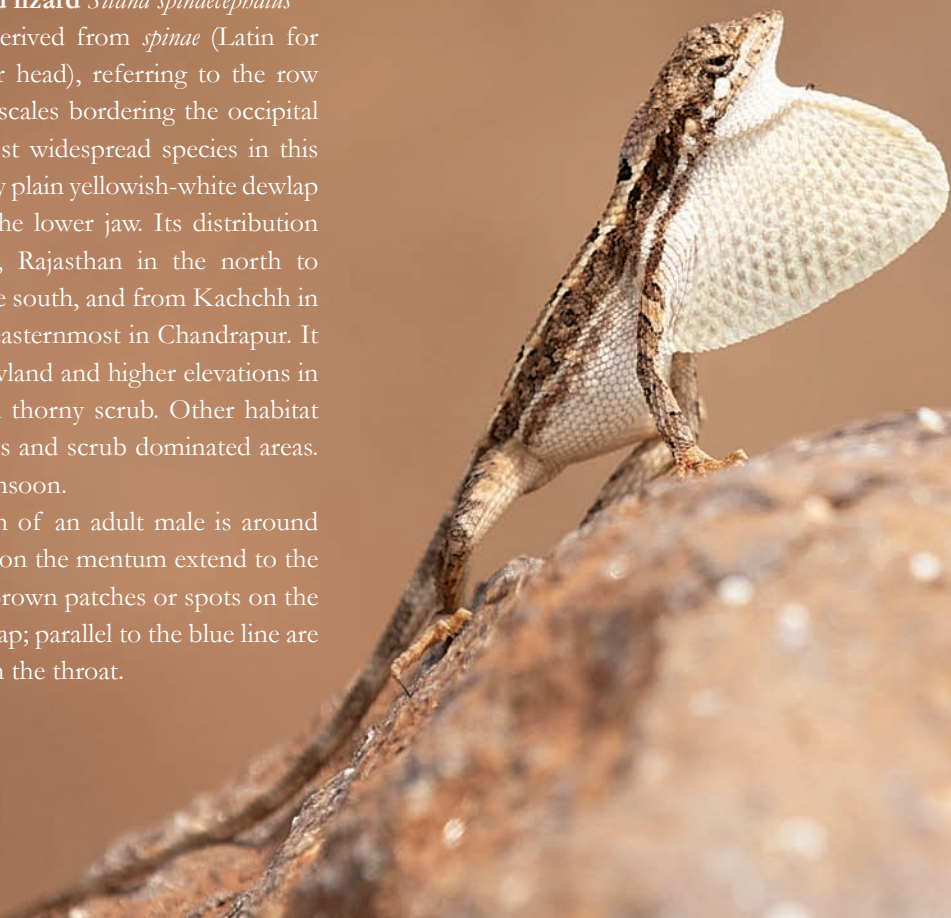 lizard Sitana spinaecephalus
erived from spinae (Latin for
head), referring to the row
scales bordering the occipital
st widespread species in this
plain yellowish-white dewlap
he lower jaw. Its distribution
, Rajasthan in the north to
e south, and from Kachchh in
easternmost in Chandrapur. It
wland and higher elevations in
thorny scrub. Other habitat
s and scrub dominated areas.
nsoon.
of an adult male is around
on the mentum extend to the
brown patches or spots on the
ap; parallel to the blue line are
the throat.